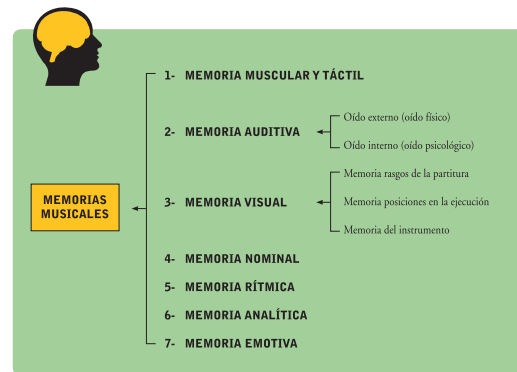 1- MEMORIA MUSCULAR Y TÁCTIL
2- MEMORIA AUDITIVA
Oído externo (oído físico)
Oído interno (oído psicológico)
MEMORIAS
MUSICALES
3- MEMORIA VISUAL
Memoria rasgos de la partitura
Memoria posiciones en la ejecución
Memoria del instrumento
4- MEMORIA NOMINAL
5- MEMORIA RÍTMICA
6- MEMORIA ANALÍTICA
7- MEMORIA EMOTIVA